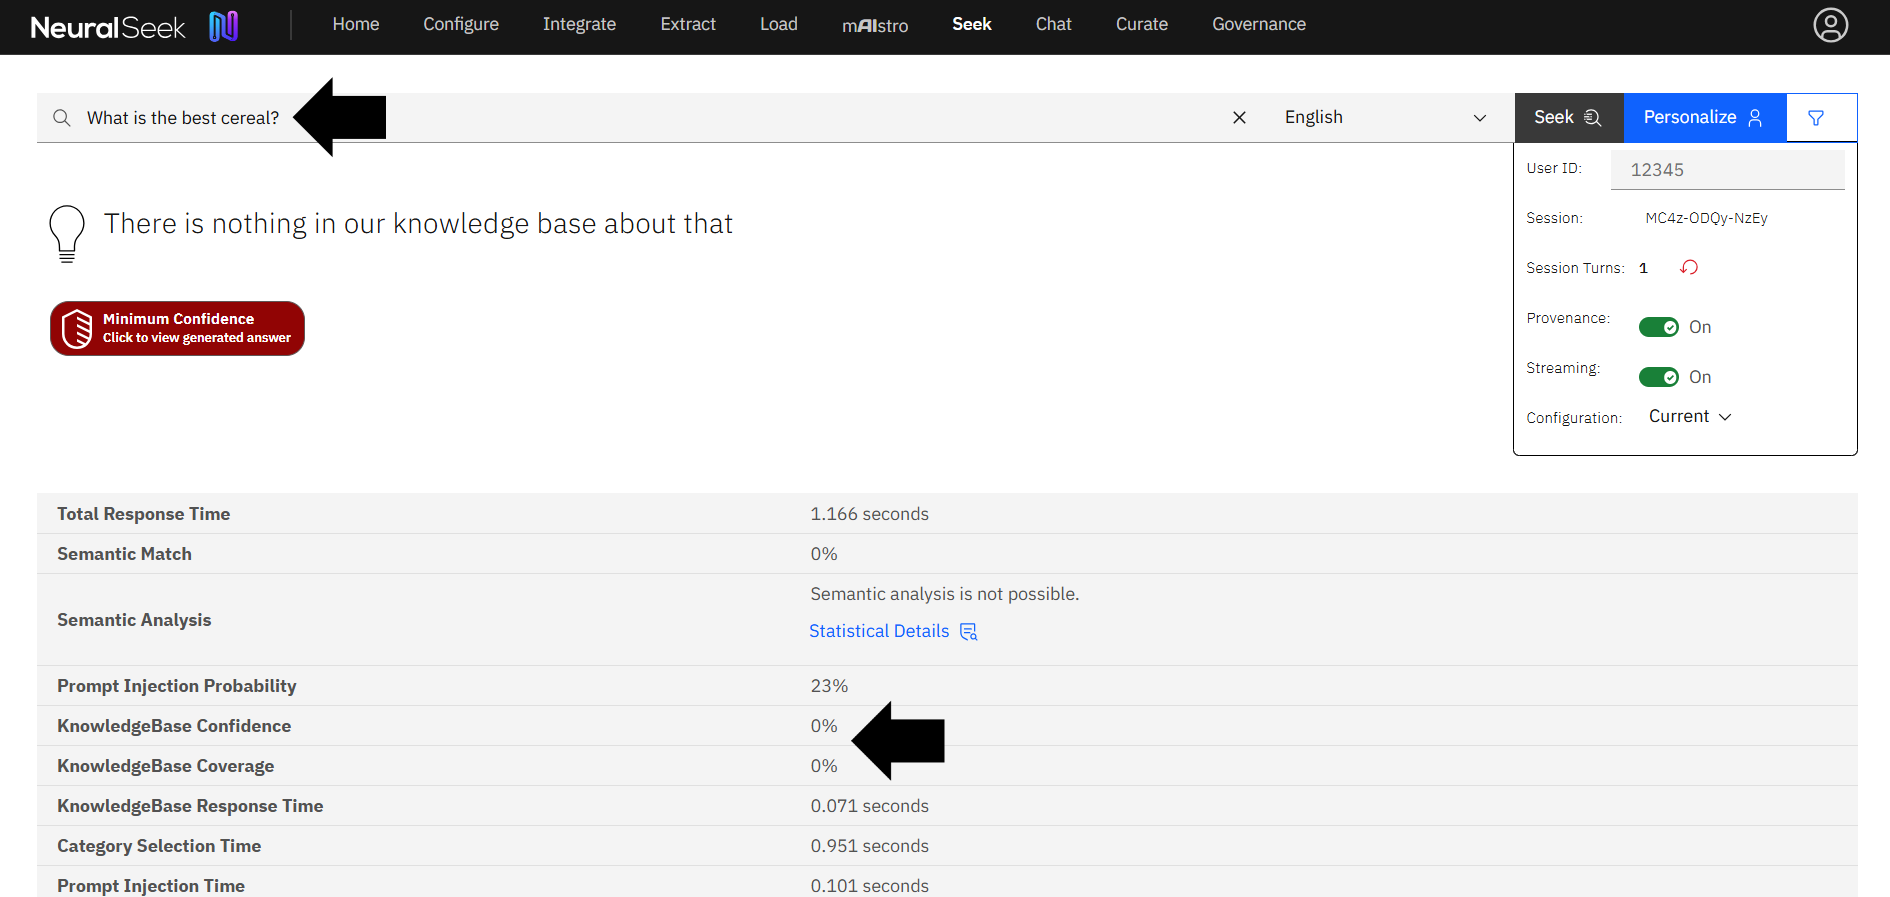 NeuralSeek
Home Configure Integrate Extract Load mAIstro Seek Chat Curate Governance
What is the best cereal?
English
Seek
Personalize
There is nothing in our knowledge base about that
Minimum Confidence
Click to view generated answer
User ID: 12345
Session: MC4z-ODQy-NzEy
Session Turns: 1
Provenance: On
Streaming: On
Configuration: Current
Total Response Time 1.166 seconds
Semantic Match 0%
Semantic Analysis Semantic analysis is not possible.
Statistical Details
Prompt Injection Probability 23%
KnowledgeBase Confidence 0%
KnowledgeBase Coverage 0%
KnowledgeBase Response Time 0.071 seconds
Category Selection Time 0.951 seconds
Prompt Injection Time 0.101 seconds